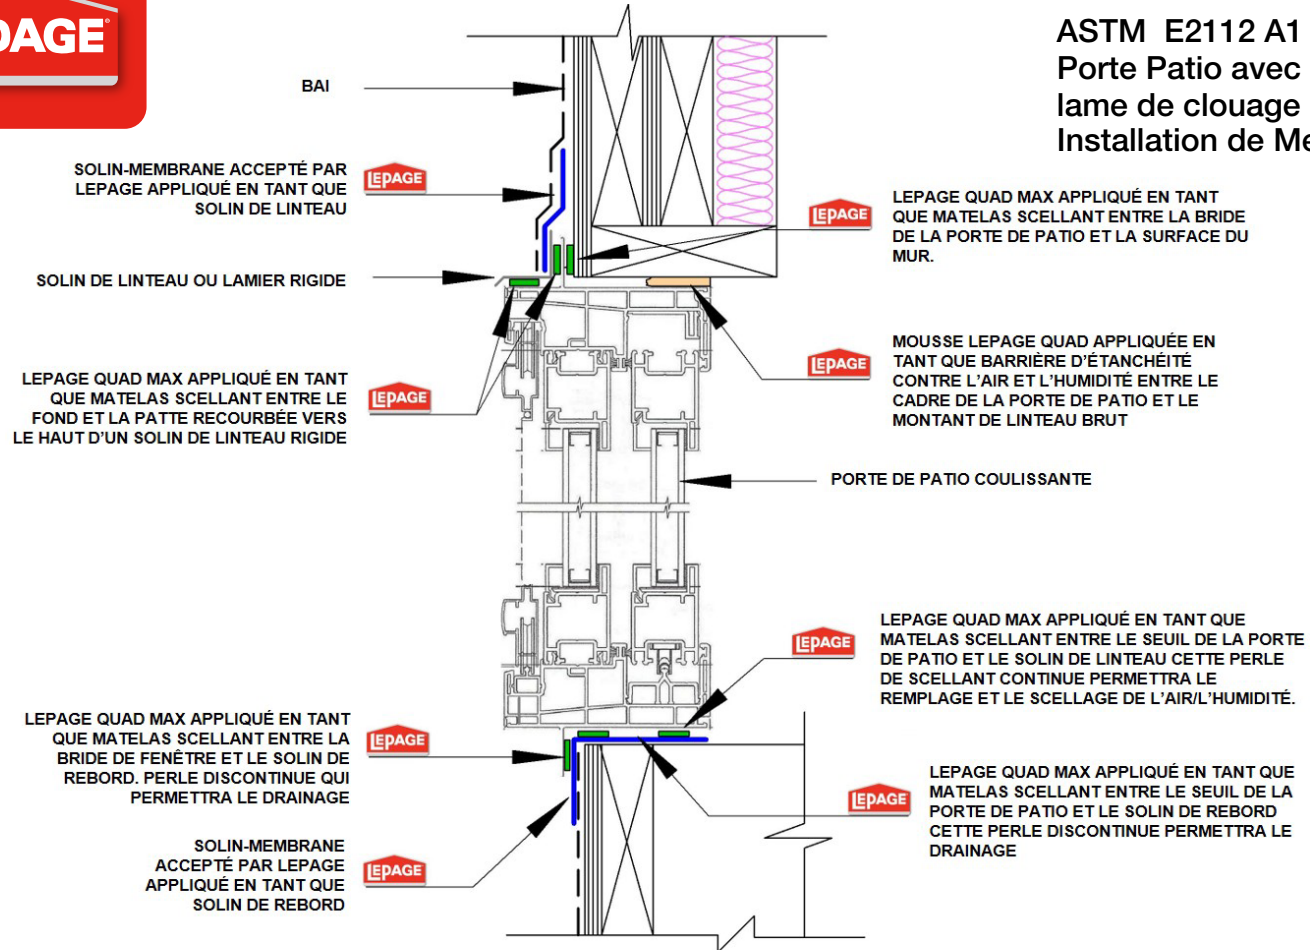 ASTM E2112 A1
Porte Patio avec
lame de clouage
Installation de
BAI
SOLIN-MEMBRANE ACCEPTÉ PAR
LEPAGE APPLIQUÉ EN TANT QUE
SOLIN DE LINTEAU
LEPAGE
SOLIN DE LINTEAU OU LAMIER RIGIDE
LEPAGE QUAD MAX APPLIQUÉ EN TANT
QUE MATELAS SCELLANT ENTRE LE
FOND ET LA PATTE RECOURBÉE VERS
LE HAUT D'UN SOLIN DE LINTEAU RIGIDE
LEPAGE
LEPAGE
LEPAGE QUAD MAX APPLIQUÉ EN TANT
QUE MATELAS SCELLANT ENTRE LA BRIDE
DE LA PORTE DE PATIO ET LA SURFACE DU
MUR.
LEPAGE
MOUSSE LEPAGE QUAD APPLIQUÉE EN
TANT QUE BARRIÈRE D'ÉTANCHÉITÉ
CONTRE L'AIR ET L'HUMIDITÉ ENTRE LE
CADRE DE LA PORTE DE PATIO ET LE
MONTANT DE LINTEAU BRUT
PORTE DE PATIO COULISSANTE
LEPAGE
LEPAGE QUAD MAX APPLIQUÉ EN TANT QUE
MATELAS SCELLANT ENTRE LE SEUIL DE LA PORTE
DE PATIO ET LE SOLIN DE LINTEAU CETTE PERLE
DE SCELLANT CONTINUE PERMETTRA LE
REMPLAGE ET LE SCELLAGE DE L'AIR/L'HUMIDITÉ.
LEPAGE QUAD MAX APPLIQUÉ EN TANT
QUE MATELAS SCELLANT ENTRE LA
BRIDE DE FENÊTRE ET LE SOLIN DE
REBORD. PERLE DISCONTINUE QUI
PERMETTRA LE DRAINAGE
LEPAGE
LEPAGE
LEPAGE QUAD MAX APPLIQUÉ EN TANT QUE
MATELAS SCELLANT ENTRE LE SEUIL DE LA
PORTE DE PATIO ET LE SOLIN DE REBORD
CETTE PERLE DISCONTINUE PERMETTRA LE
DRAINAGE
SOLIN-MEMBRANE
ACCEPTÉ PAR LEPAGE
APPLIQUÉ EN TANT QUE
SOLIN DE REBORD
LEPAGE